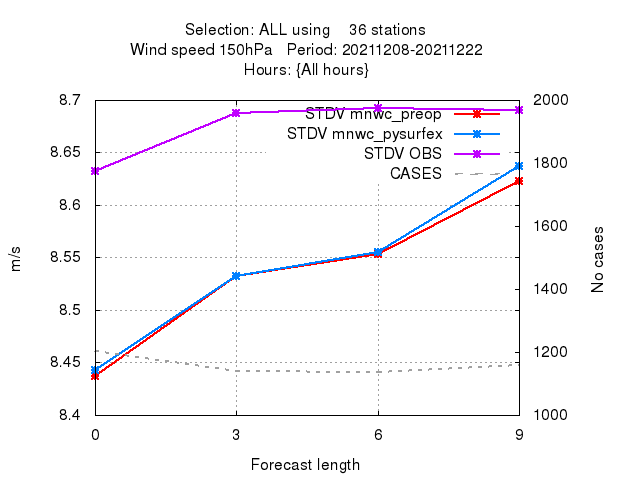 Selection: ALL using 36 stations
Wind speed 150hPa Period: 20211208-20211222
Hours: {All hours}
8.7
8.65
8.6
8.55
8.5
8.45
8.4
m/s
STDV mnwc_preop
STDV mnwc_pysurfex
STDV OBS
CASES
2000
1800
1600
1400
1200
1000
No cases
0 3 6 9
Forecast length